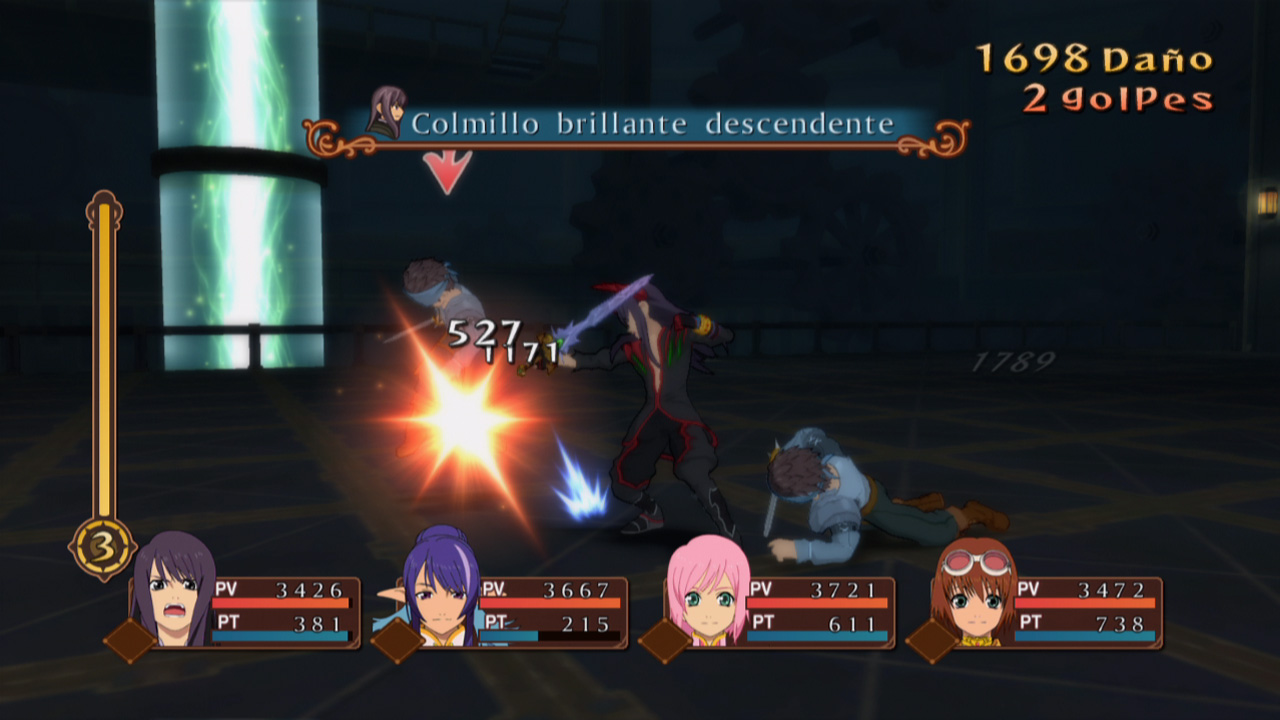 1698 Daño
2 golpes
Colmillo brillante descendente
527
1171
1789
3
PV 3426
PT 381
PV 3667
PT 215
PV 3721
PT 611
PV 3472
PT 738